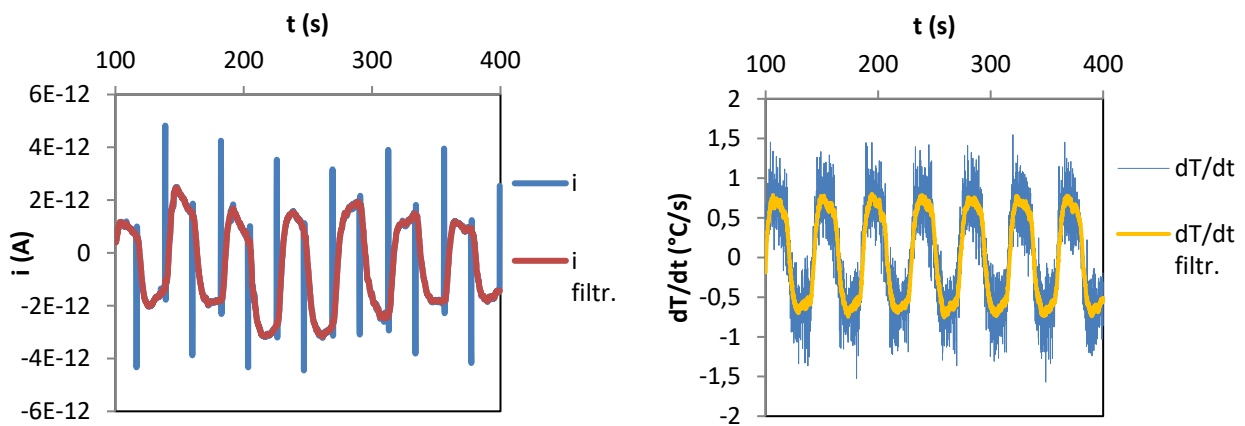 t (s)
100 200 300 400
6E-12
4E-12
2E-12
0
-2E-12
-4E-12
-6E-12
i (A)
i
i
filtr.
t (s)
100 200 300 400
2
1,5
1
0,5
0
-0,5
-1
-1,5
-2
dT/dt (°C/s)
dT/dt
dT/dt
filtr.